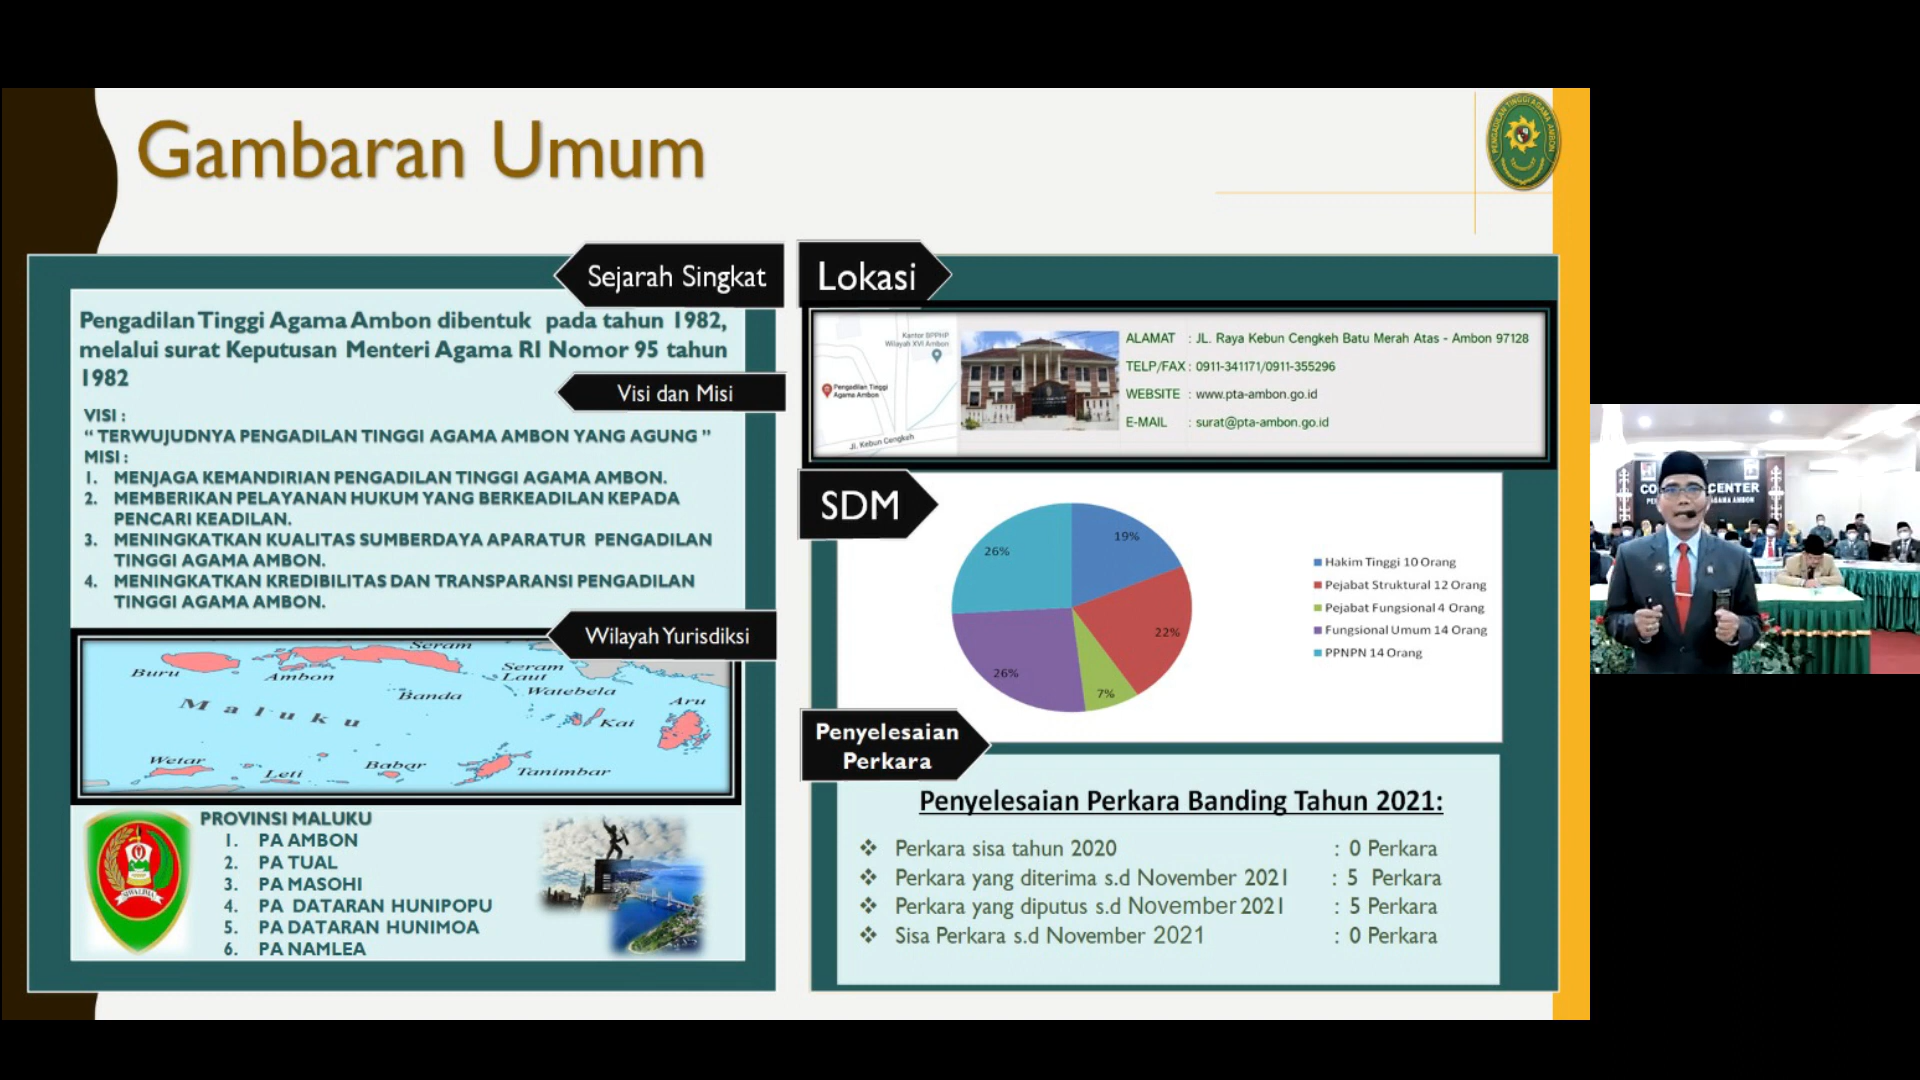 Gambaran Umum
PENGADILAN TINGGI AGAMA AMBON
Sejarah Singkat
Pengadilan Tinggi Agama Ambon dibentuk pada tahun 1982,
melalui surat Keputusan Menteri Agama RI Nomor 95 tahun
1982
Visi dan Misi
VISI :
“ TERWUJUDNYA PENGADILAN TINGGI AGAMA AMBON YANG AGUNG ”
MISI :
1. MENJAGA KEMANDIRIAN PENGADILAN TINGGI AGAMA AMBON.
2. MEMBERIKAN PELAYANAN HUKUM YANG BERKEADILAN KEPADA
PENCARI KEADILAN.
3. MENINGKATKAN KUALITAS SUMBERDAYA APARATUR PENGADILAN
TINGGI AGAMA AMBON.
4. MENINGKATKAN KREDIBILITAS DAN TRANSPARANSI PENGADILAN
TINGGI AGAMA AMBON.
Wilayah Yurisdiksi
Seram
Buru
Ambon
Seram
Laut
Banda
Watebela
Maluku
Aru
Kai
Wetar
Leti
Babar
Tanimbar
PROVINSI MALUKU
1. PA AMBON
2. PA TUAL
3. PA MASOHI
4. PA DATARAN HUNIPOPU
5. PA DATARAN HUNIMOA
6. PA NAMLEA
SIWALIMA
Lokasi
Kantor BPPHP
Wilayah XVI Ambon
Pengadilan Tinggi
Agama Ambon
Jl. Kebun Cengkeh
ALAMAT : JL. Raya Kebun Cengkeh Batu Merah Atas - Ambon 97128
TELP/FAX : 0911-341171/0911-355296
WEBSITE : www.pta-ambon.go.id
E-MAIL : surat@pta-ambon.go.id
SDM
19%
22%
7%
26%
26%
Hakim Tinggi 10 Orang
Pejabat Struktural 12 Orang
Pejabat Fungsional 4 Orang
Fungsional Umum 14 Orang
PPNPN 14 Orang
Penyelesaian
Perkara
Penyelesaian Perkara Banding Tahun 2021:
❖ Perkara sisa tahun 2020 : 0 Perkara
❖ Perkara yang diterima s.d November 2021 : 5 Perkara
❖ Perkara yang diputus s.d November 2021 : 5 Perkara
❖ Sisa Perkara s.d November 2021 : 0 Perkara
CENTER
AGAMA AMBON